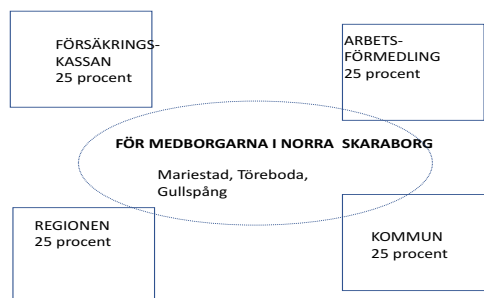 FÖRSÄKRINGS-
KASSAN
25 procent
ARBETS-
FÖRMEDLING
25 procent
FÖR MEDBORGARNA I NORRA SKARABORG
Mariestad, Töreboda,
Gullspång
REGIONEN
25 procent
KOMMUN
25 procent